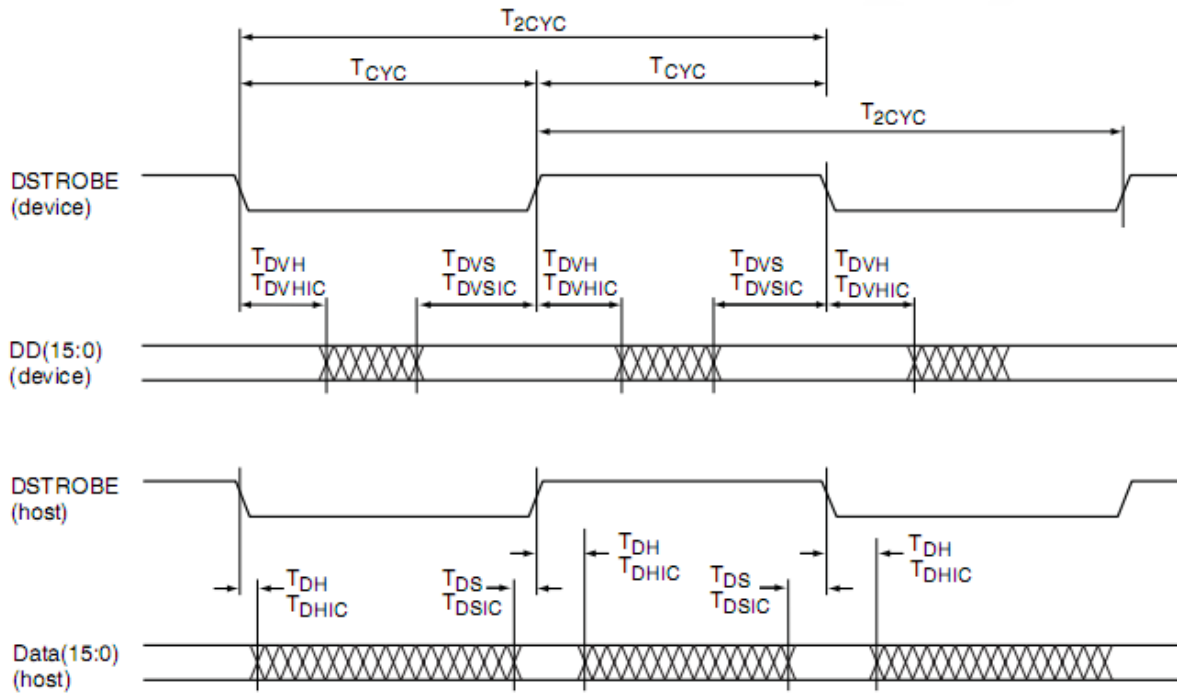 T2CYC
TCYC TCYC
T2CYC
DSTROBE
(device)
TDVH TDVS TDVH TDVS TDVH
TDVHIC TDVSIC TDVHIC TDVSIC TDVHIC
DD(15:0)
(device)
DSTROBE
(host)
TDH TDH
TDHIC TDHIC
TDH TDS TDS
TDHIC TDSIC TDSIC
Data(15:0)
(host)